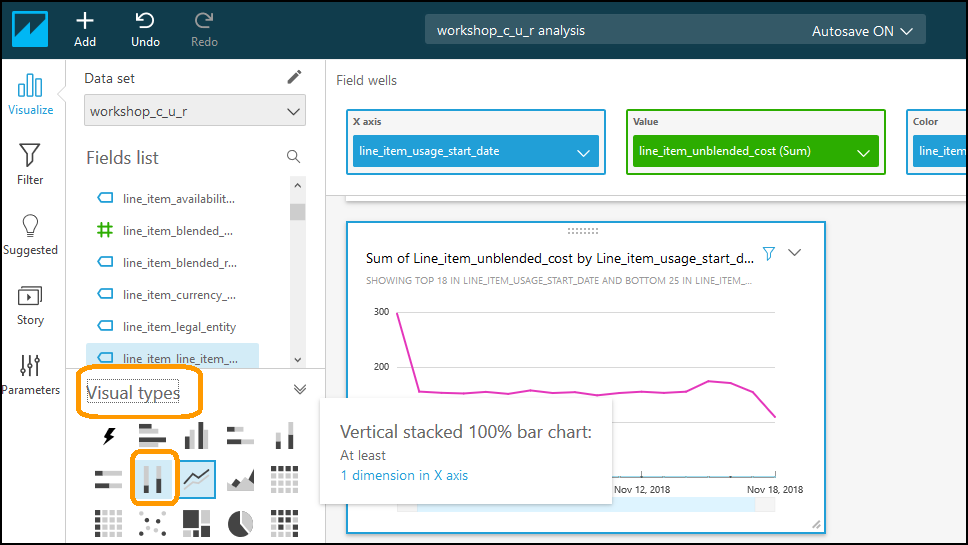 Add
Undo
Redo
workshop_c_u_r analysis
Autosave ON
Visualize
Filter
Suggested
Story
Parameters
Data set
workshop_c_u_r
Fields list
line_item_availabilit...
line_item_blended_...
line_item_blended_r...
line_item_currency_...
line_item_legal_entity
line_item_line_item_...
Visual types
Field wells
X axis
line_item_usage_start_date
Value
line_item_unblended_cost (Sum)
Color
line_item
Sum of Line_item_unblended_cost by Line_item_usage_start_d...
SHOWING TOP 18 IN LINE_ITEM_USAGE_START_DATE AND BOTTOM 25 IN LINE_ITEM_...
300
200
Vertical stacked 100% bar chart:
At least
1 dimension in X axis
Nov 12, 2018
Nov 18, 2018